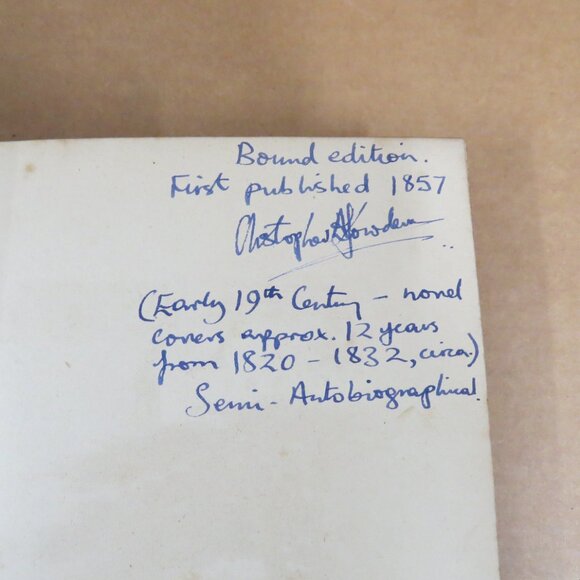 Bound edition.
First published 1857
Christopher
(Early 19th Century - novel
covers approx. 12 years
from 1820 - 1832, circa.)
Semi-Autobiographical.